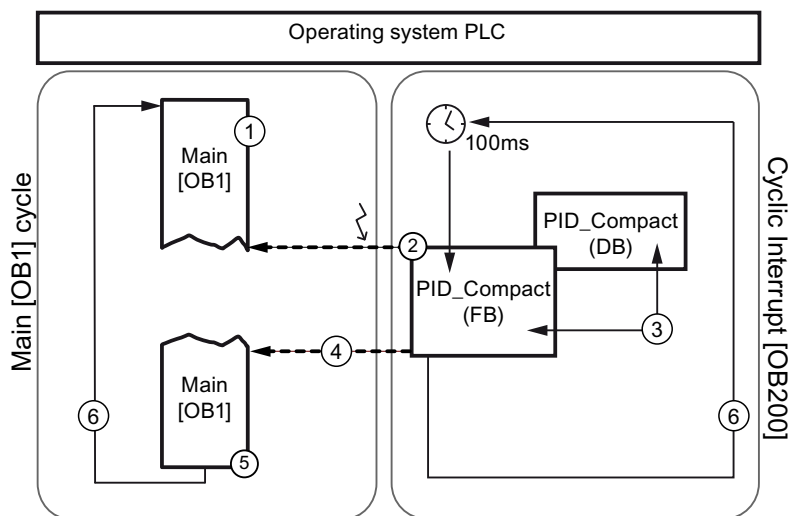 Operating system PLC
Main [OB1] cycle
1
Main
[OB1]
100ms
2
PID_Compact
(DB)
PID_Compact
(FB)
3
4
Main
[OB1]
5
6
6
Cyclic Interrupt [OB200]